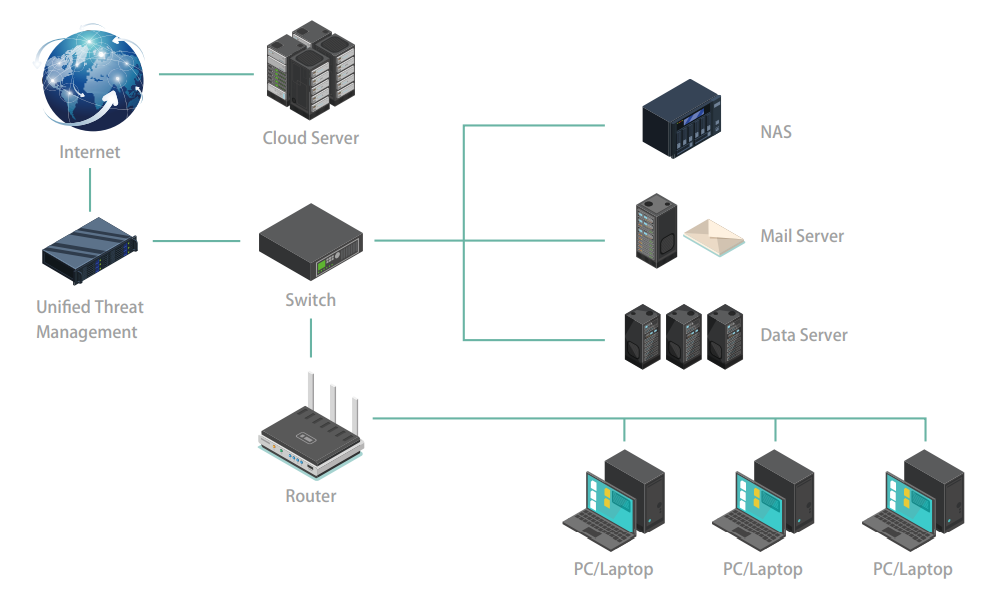 Internet
Cloud Server
NAS
Unified Threat
Management
Switch
Mail Server
Data Server
Router
PC/Laptop
PC/Laptop
PC/Laptop